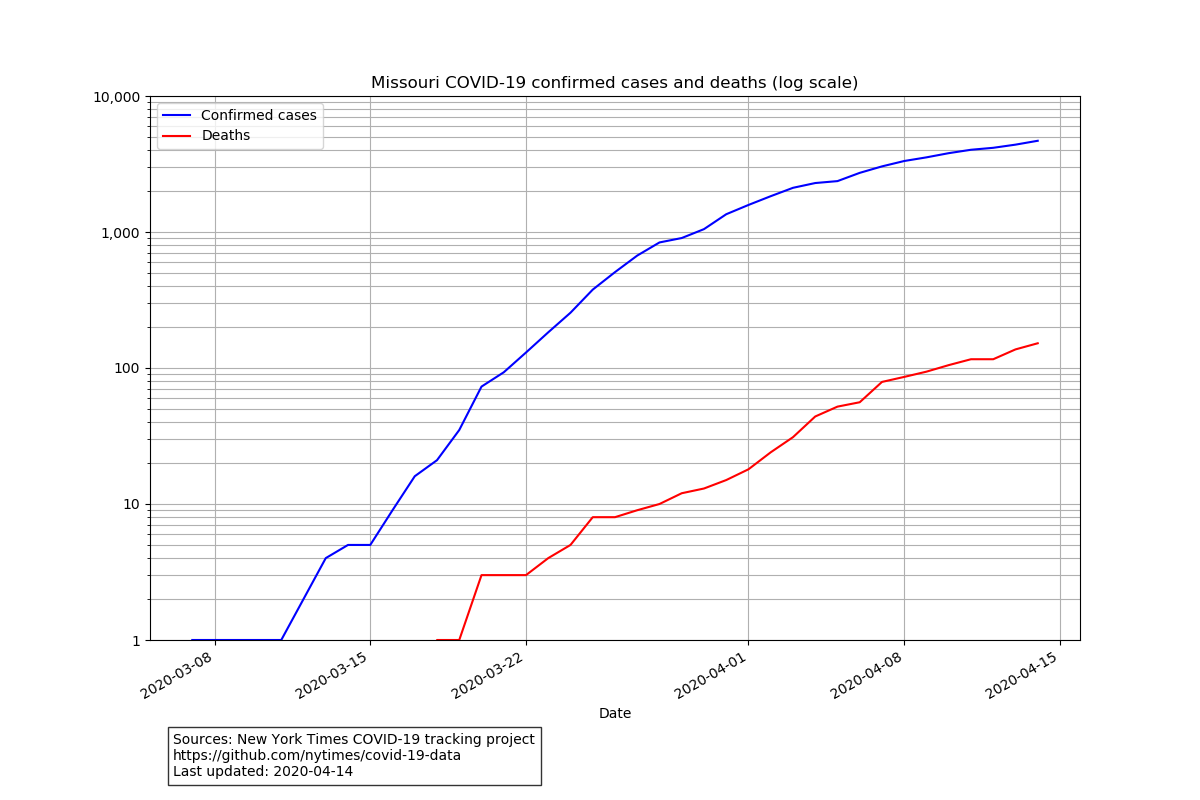 Missouri COVID-19 confirmed cases and deaths (log scale)
10,000
1,000
100
10
1
Confirmed cases
Deaths
2020-03-08
2020-03-15
2020-03-22
2020-04-01
2020-04-08
2020-04-15
Date
Sources: New York Times COVID-19 tracking project
https://github.com/nytimes/covid-19-data
Last updated: 2020-04-14